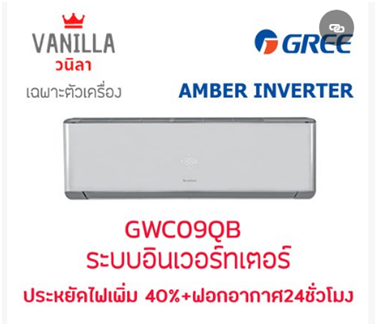 VANILLA
วนิลา
เฉพาะตัวเครื่อง
GREE
AMBER INVERTER
GWC09QB
ระบบอินเวอร์ทเตอร์
ประหยัดไฟเพิ่ม 40%+ฟอกอากาศ24ชั่วโมง